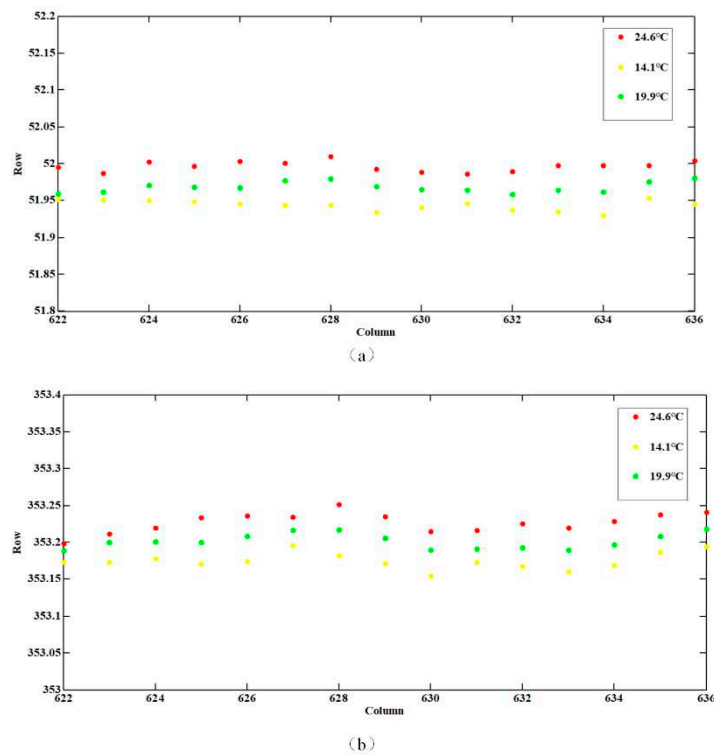 52.2
24.6°C
52.15
14.1°C
52.1
19.9°C
52.05
Row
52
51.95
51.9
51.85
51.8
622 624 626 628 630 632 634 636
Column
（a）
353.4
24.6°C
353.35
14.1°C
353.3
19.9°C
353.25
Row
353.2
353.15
353.1
353.05
353
622 624 626 628 630 632 634 636
Column
（b）